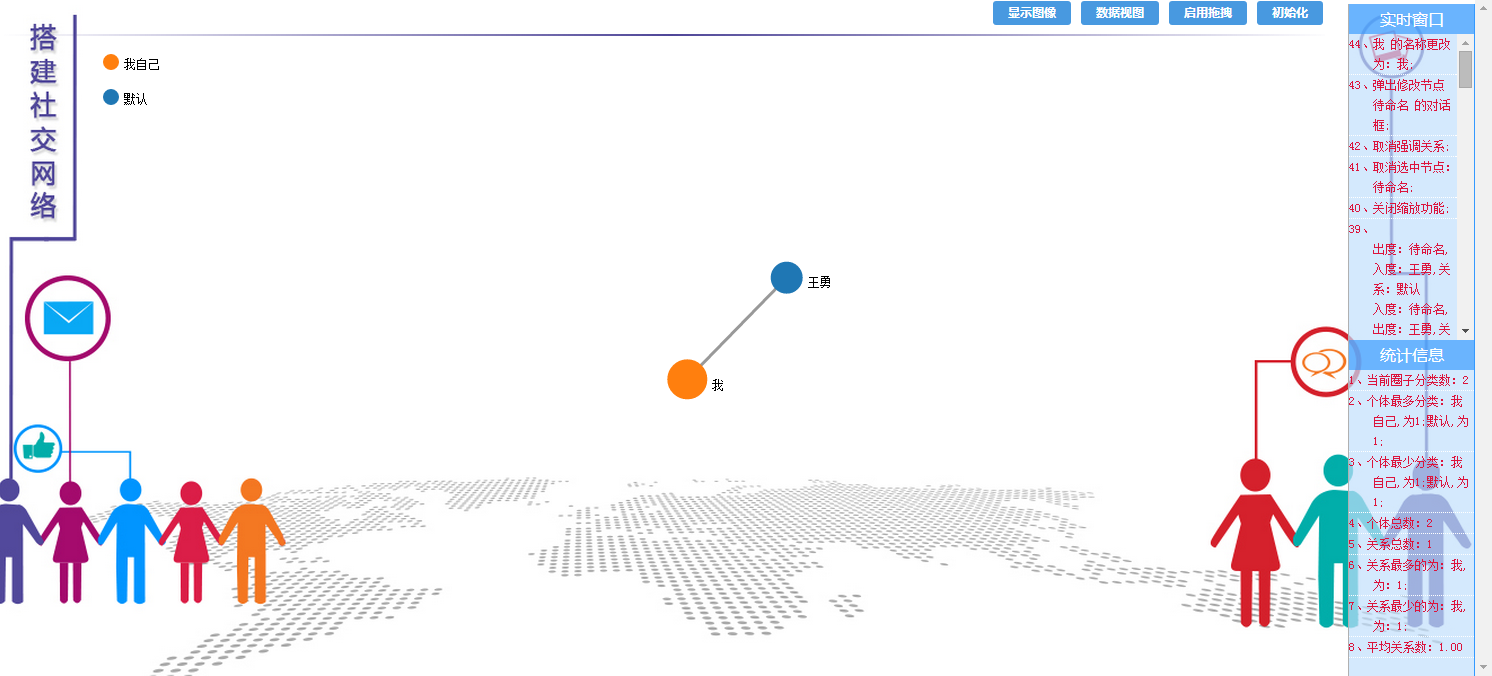 显示图像
数据视图
启用拖拽
初始化
搭建社交网络
我自己
默认
王勇
我
实时窗口
44、我 的名称更改
为: 我;
43、弹出修改节点
待命名 的对话
框;
42、取消强调关系;
41、取消选中节点:
待命名;
40、关闭缩放功能;
39、
出度: 待命名,
入度: 王勇,关
系: 默认
入度: 待命名,
出度: 王勇,关
统计信息
1、当前圈子分类数: 2
2、个体最多分类: 我
自己,为1;默认,为
1;
3、个体最少分类: 我
自己,为1;默认,为
1;
4、个体总数: 2
5、关系总数: 1
6、关系最多的为: 我,
为: 1;
7、关系最少的为: 我,
为: 1;
8、平均关系数: 1.00